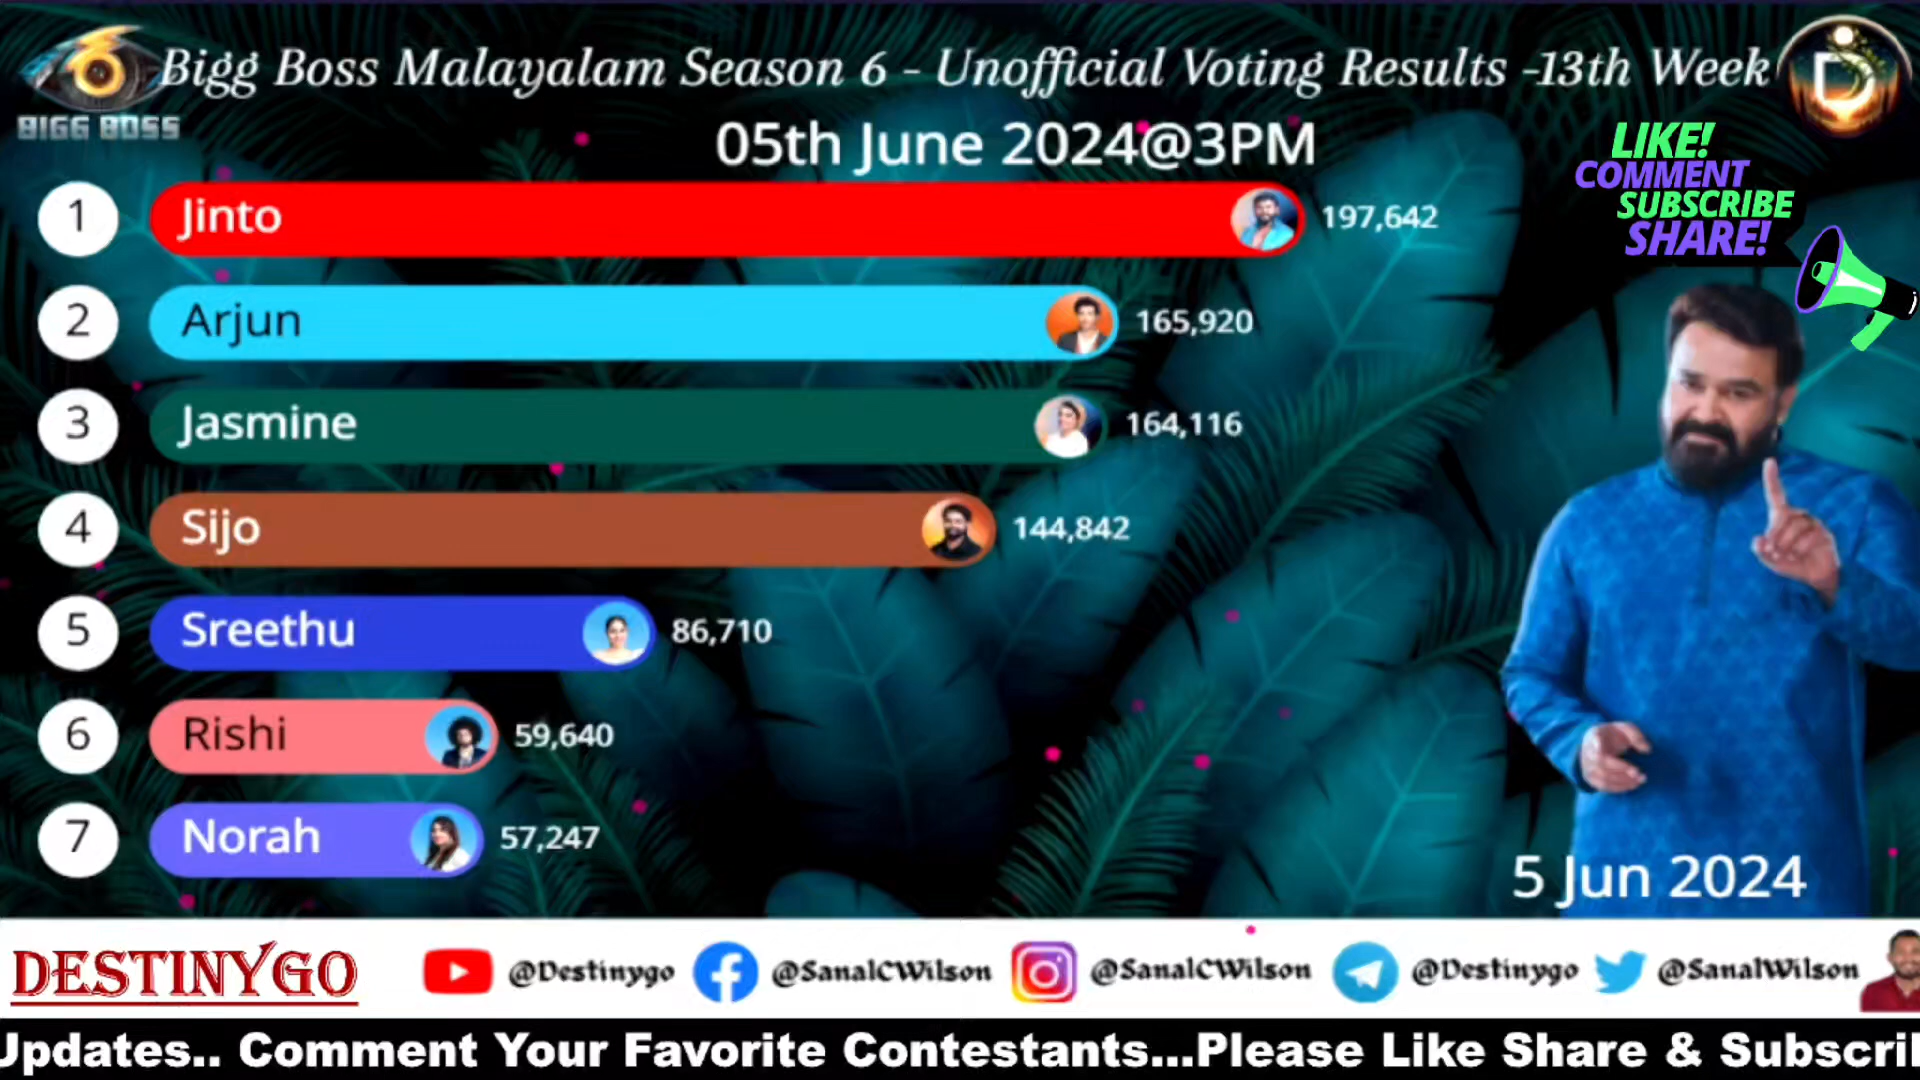 Bigg Boss Malayalam Season 6 - Unofficial Voting Results -13th Week
BIGG BOSS
05th June 2024@3PM
LIKE!
COMMENT
SUBSCRIBE
SHARE!
1 Jinto 197,642
2 Arjun 165,920
3 Jasmine 164,116
4 Sijo 144,842
5 Sreethu 86,710
6 Rishi 59,640
7 Norah 57,247
5 Jun 2024
DESTINYGO @Destinygo @SanalCWilson @SanalCWilson @Destinygo @SanalWilson
Updates.. Comment Your Favorite Contestants...Please Like Share & Subscri